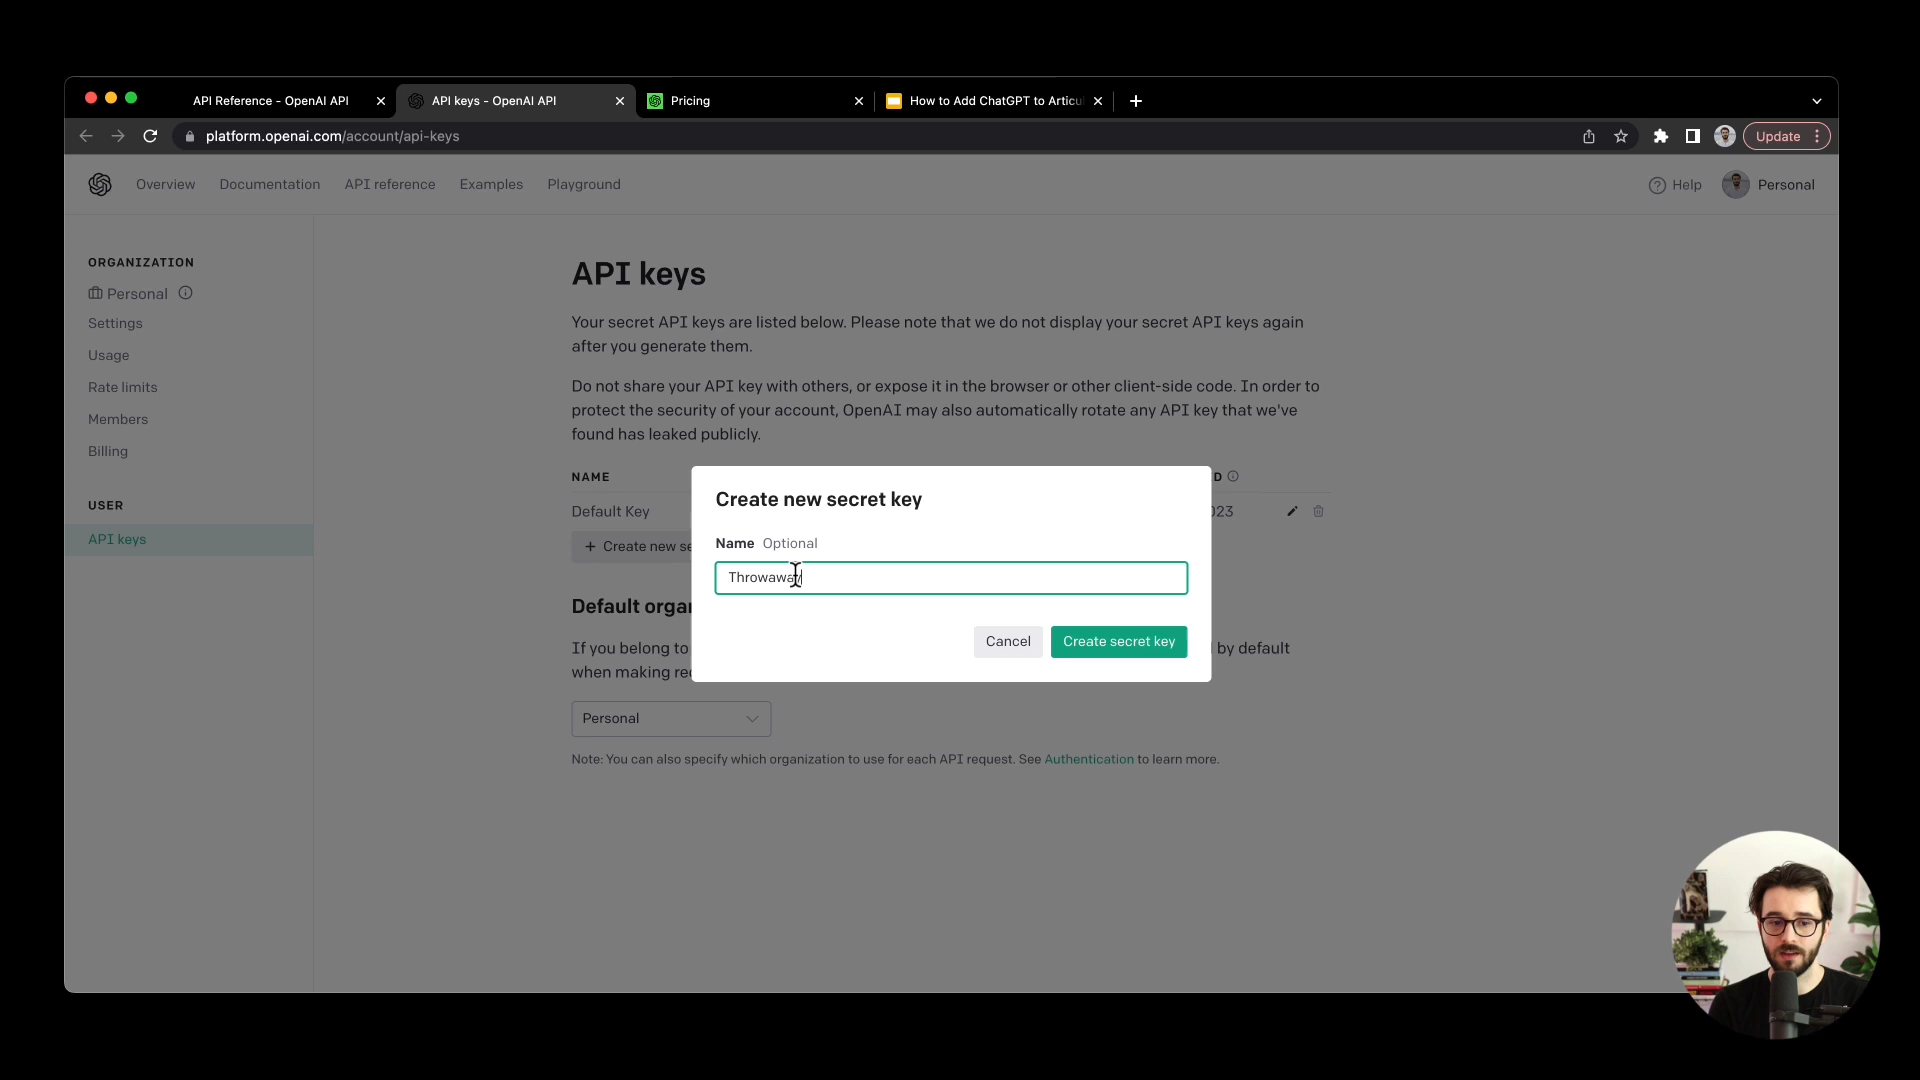 API Reference - OpenAI API
API keys - OpenAI API
Pricing
How to Add ChatGPT to Articu
platform.openai.com/account/api-keys
Update
Overview
Documentation
API reference
Examples
Playground
Help
Personal
ORGANIZATION
Personal
Settings
Usage
Rate limits
Members
Billing
USER
API keys
API keys
Your secret API keys are listed below. Please note that we do not display your secret API keys again
after you generate them.
Do not share your API key with others, or expose it in the browser or other client-side code. In order to
protect the security of your account, OpenAI may also automatically rotate any API key that we've
found has leaked publicly.
NAME
D
Default Key
023
+ Create new se
Create new secret key
Name Optional
Throwaway
Cancel
Create secret key
Default orga
If you belong to
by default
when making re
Personal
Note: You can also specify which organization to use for each API request. See Authentication to learn more.